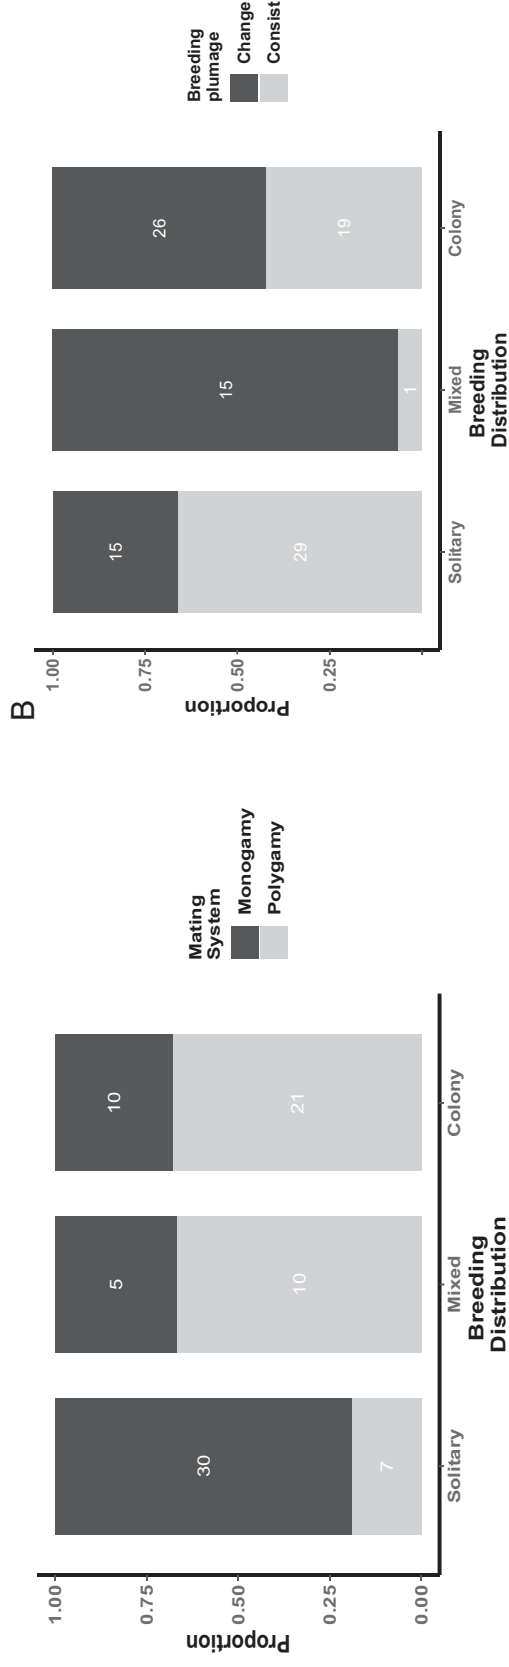 Proportion
1.00
0.75
0.50
0.25
0.00
30
7
5
10
10
21
Solitary
Mixed
Colony
Breeding
Distribution
Mating
System
Monogamy
Polygamy
B
Proportion
1.00
0.75
0.50
0.25
15
29
15
1
26
19
Solitary
Mixed
Colony
Breeding
Distribution
Breeding
plumage
Change
Consist